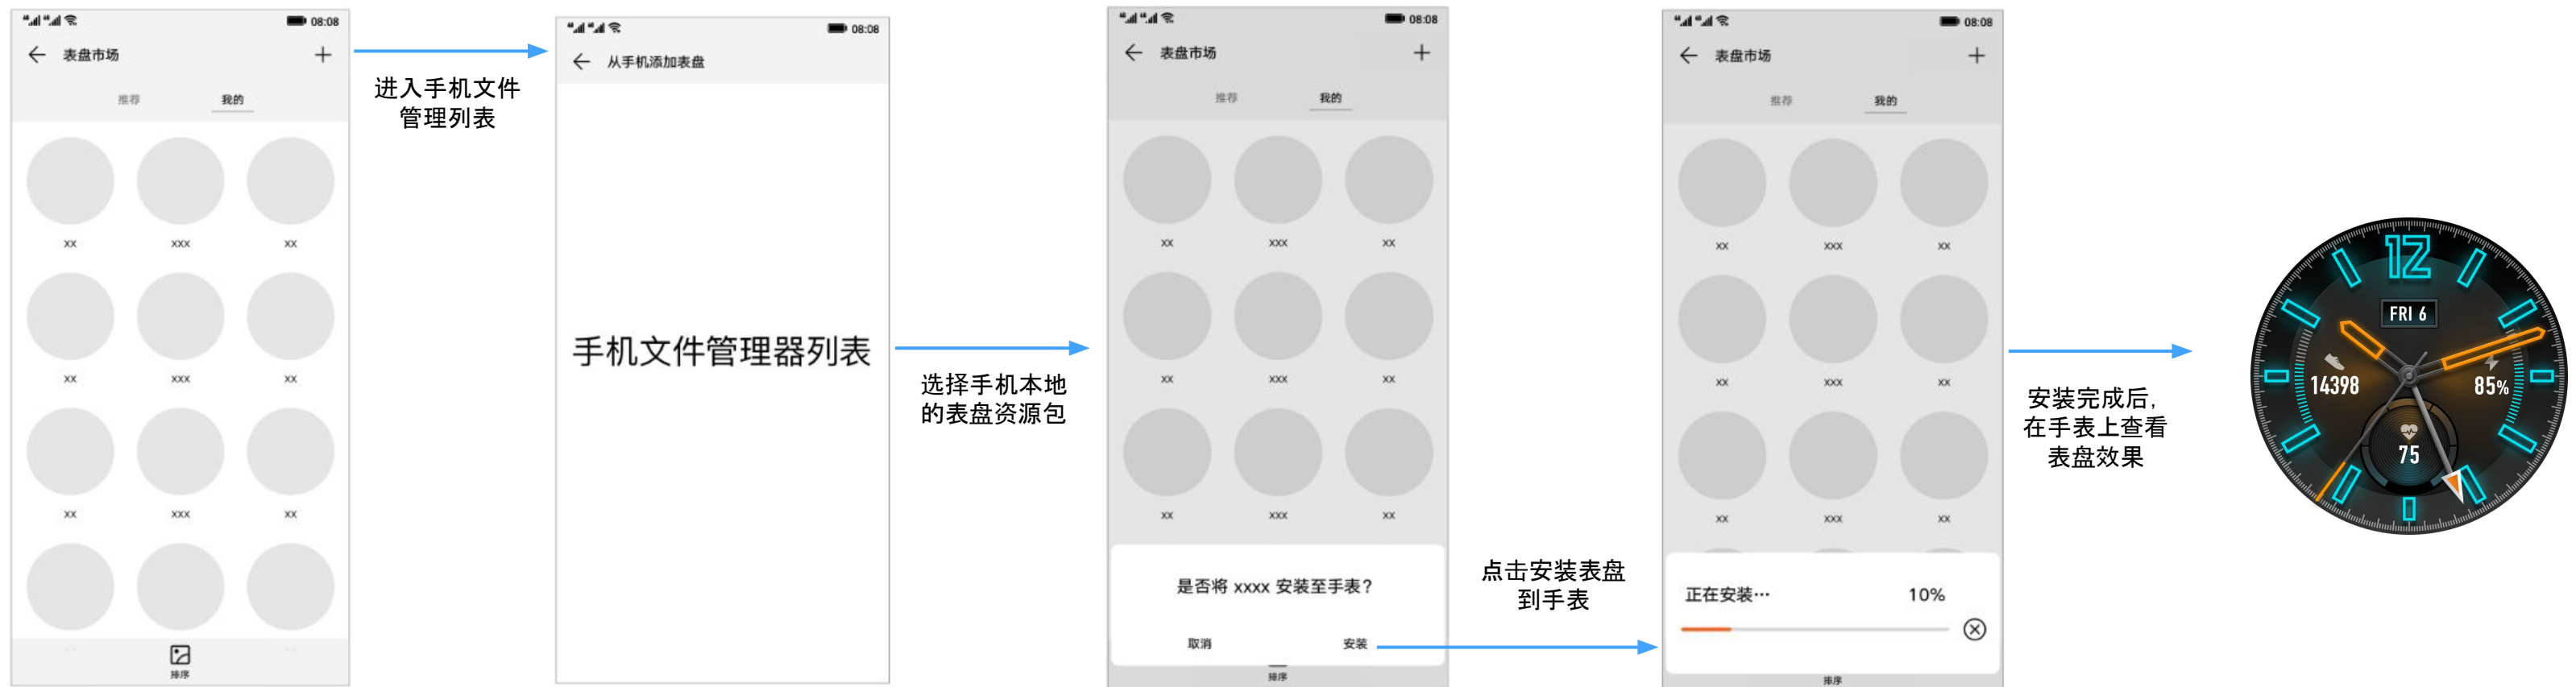 08:08
表盘市场
推荐 我的
xx xxx xx
xx xxx xx
xx xxx xx
xx xx
排序
进入手机文件
管理列表
08:08
从手机添加表盘
手机文件管理器列表
选择手机本地
的表盘资源包
08:08
表盘市场
推荐 我的
xx xxx xx
xx xxx xx
xx xxx xx
是否将 xxxx 安装至手表？
取消 安装
排序
点击安装表盘
到手表
08:08
表盘市场
推荐 我的
xx xxx xx
xx xxx xx
xx xxx xx
正在安装… 10%
排序
安装完成后，
在手表上查看
表盘效果
12
FRI 6
14398 85%
75